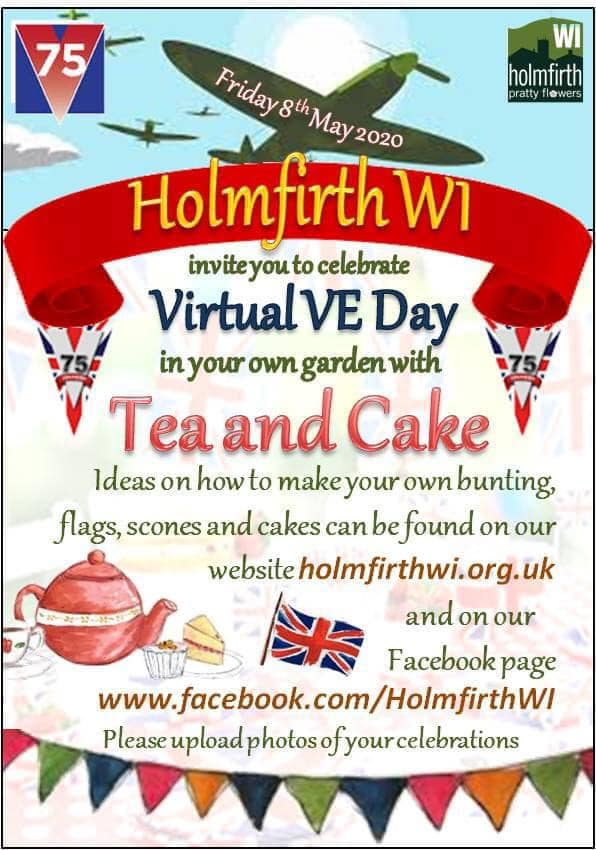 75
WI
holmfirth
pratty flowers
Friday 8th May 2020
Holmfirth WI
invite you to celebrate
Virtual VE Day
in your own garden with
75
75
Tea and Cake
Ideas on how to make your own bunting,
flags, scones and cakes can be found on our
website holmfirthwi.org.uk
and on our
Facebook page
www.facebook.com/HolmfirthWI
Please upload photos of your celebrations